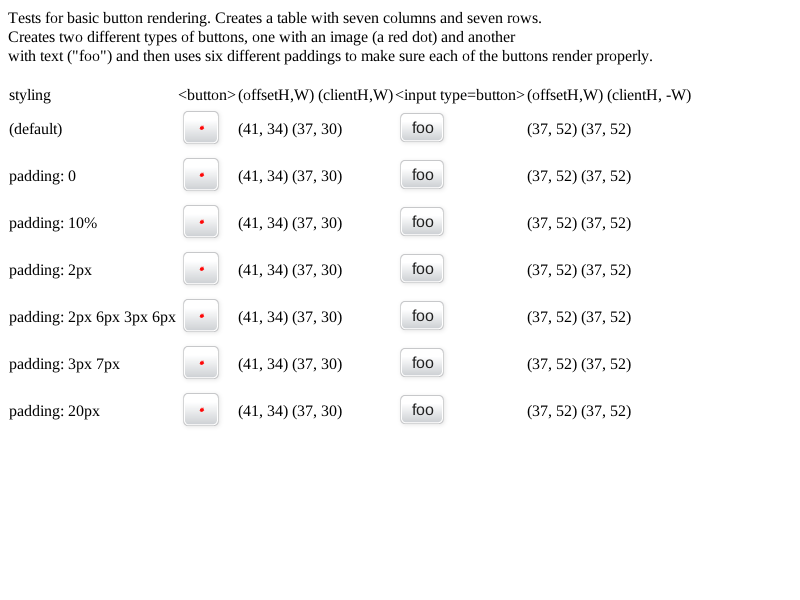 Tests for basic button rendering. Creates a table with seven columns and seven rows.
Creates two different types of buttons, one with an image (a red dot) and another
with text ("foo") and then uses six different paddings to make sure each of the buttons render properly.
styling <button> (offsetH,W) (clientH,W) <input type=button> (offsetH,W) (clientH, -W)
(default) (41, 34) (37, 30) foo (37, 52) (37, 52)
padding: 0 (41, 34) (37, 30) foo (37, 52) (37, 52)
padding: 10% (41, 34) (37, 30) foo (37, 52) (37, 52)
padding: 2px (41, 34) (37, 30) foo (37, 52) (37, 52)
padding: 2px 6px 3px 6px (41, 34) (37, 30) foo (37, 52) (37, 52)
padding: 3px 7px (41, 34) (37, 30) foo (37, 52) (37, 52)
padding: 20px (41, 34) (37, 30) foo (37, 52) (37, 52)